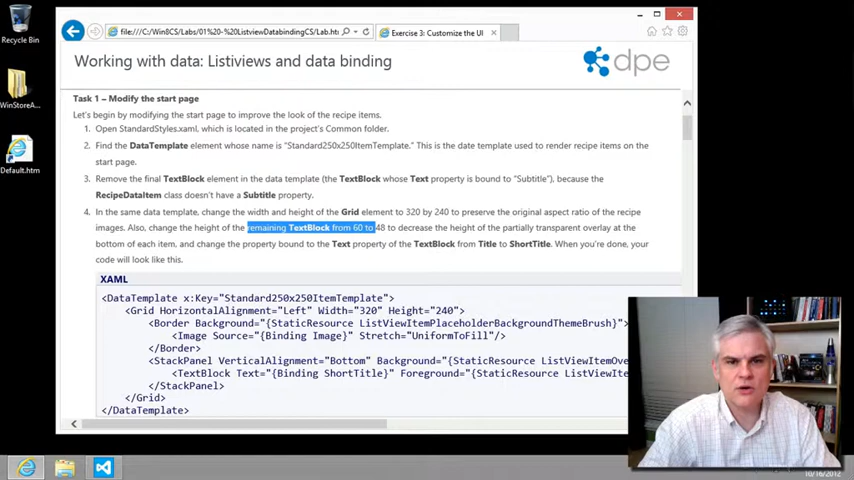 Recycle Bin
WinStoreA...
Default.htm
file:///C:/Win8CS/Labs/01%20-%20ListviewDatabindingCS/Lab.ht
Exercise 3: Customize the UI
Working with data: Listviews and data binding
dpe
Task 1 – Modify the start page
Let's begin by modifying the start page to improve the look of the recipe items.
1. Open StandardStyles.xaml, which is located in the project's Common folder.
2. Find the DataTemplate element whose name is "Standard250x250ItemTemplate." This is the date template used to render recipe items on the
start page.
3. Remove the final TextBlock element in the data template (the TextBlock whose Text property is bound to "Subtitle"), because the
RecipeDataItem class doesn't have a Subtitle property.
4. In the same data template, change the width and height of the Grid element to 320 by 240 to preserve the original aspect ratio of the recipe
images. Also, change the height of the remaining TextBlock from 60 to 48 to decrease the height of the partially transparent overlay at the
bottom of each item, and change the property bound to the Text property of the TextBlock from Title to ShortTitle. When you're done, your
code will look like this.
XAML
<DataTemplate x:Key="Standard250x250ItemTemplate">
<Grid HorizontalAlignment="Left" Width="320" Height="240">
<Border Background="{StaticResource ListViewItemPlaceholderBackgroundThemeBrush}">
<Image Source="{Binding Image}" Stretch="UniformToFill"/>
</Border>
<StackPanel VerticalAlignment="Bottom" Background="{StaticResource ListViewItemOve
<TextBlock Text="{Binding ShortTitle}" Foreground="{StaticResource ListViewIte
</StackPanel>
</Grid>
</DataTemplate>
10/16/2012